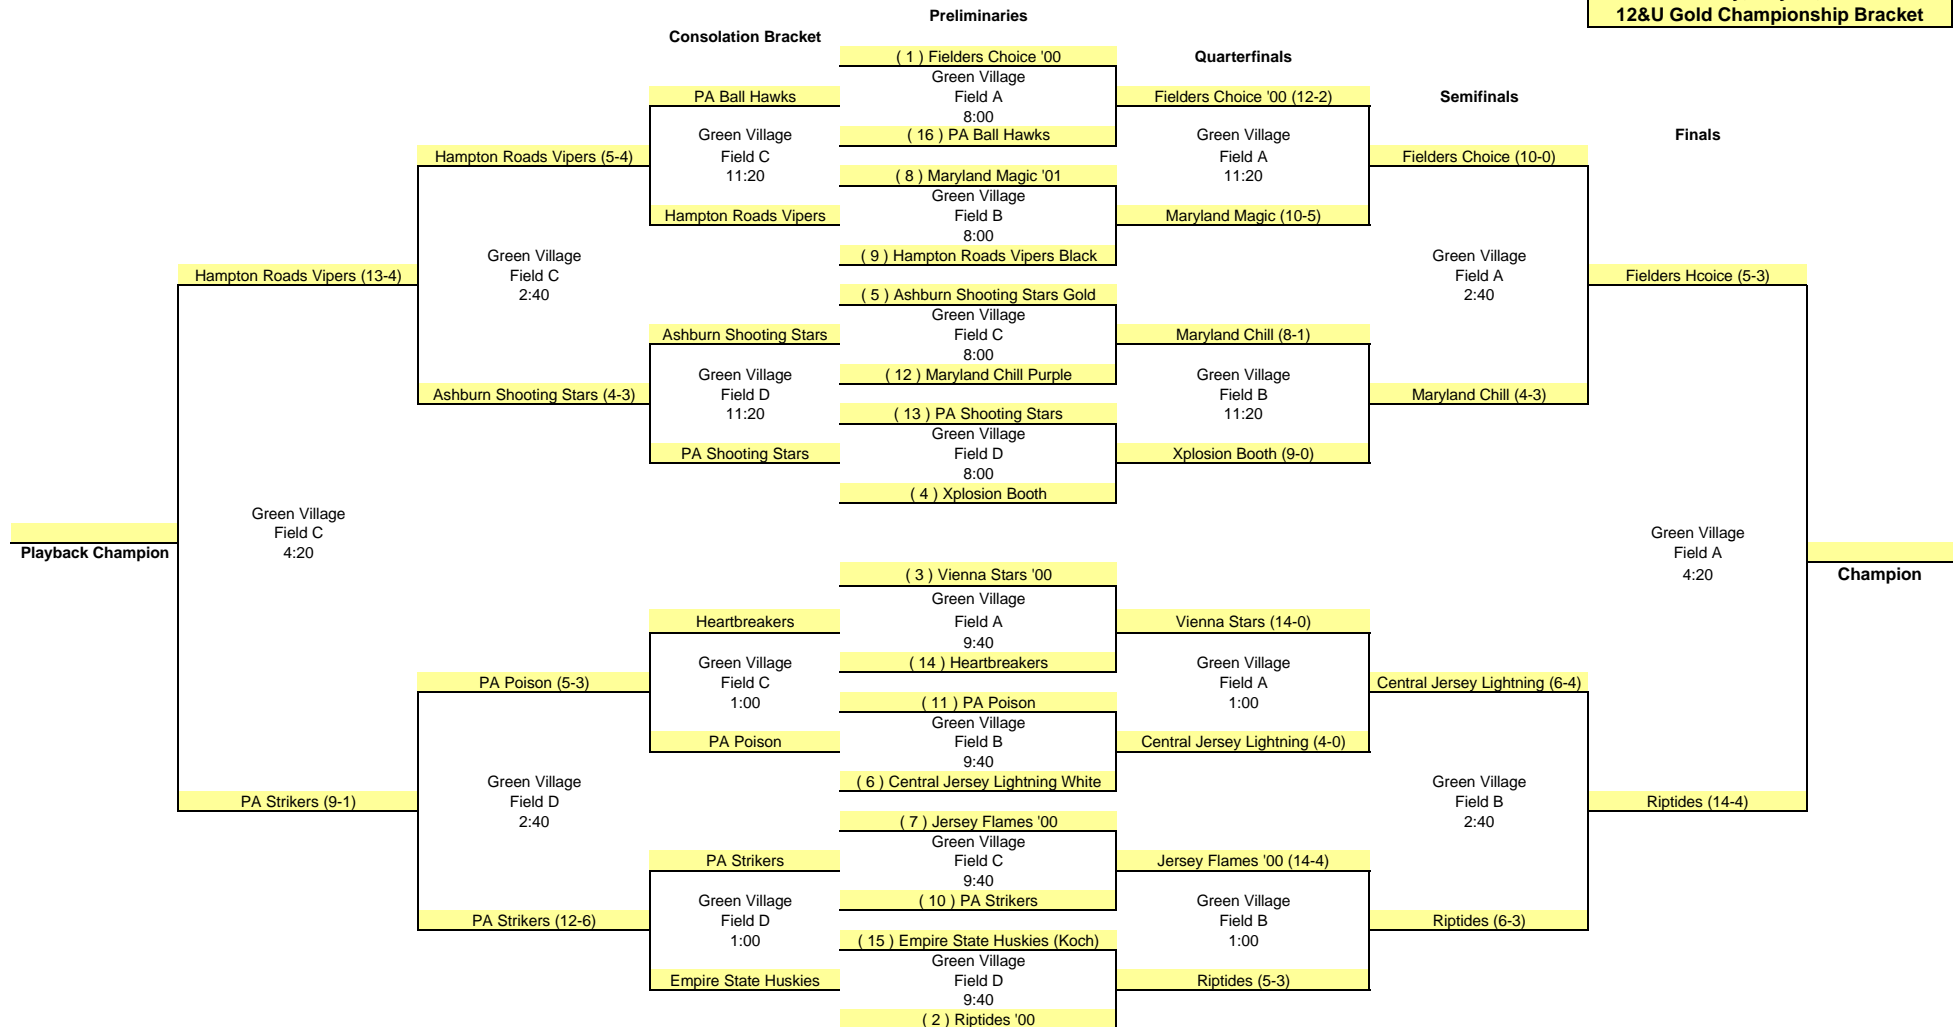 Preliminaries
12&U Gold Championship Bracket
Consolation Bracket
( 1 ) Fielders Choice '00
Quarterfinals
Green Village
PA Ball Hawks
Field A
Fielders Choice '00 (12-2)
Semifinals
8:00
Green Village
( 16 ) PA Ball Hawks
Green Village
Finals
Hampton Roads Vipers (5-4)
Field C
Field A
Fielders Choice (10-0)
11:20
( 8 ) Maryland Magic '01
11:20
Green Village
Hampton Roads Vipers
Field B
Maryland Magic (10-5)
8:00
Green Village
( 9 ) Hampton Roads Vipers Black
Green Village
Hampton Roads Vipers (13-4)
Field C
Field A
Fielders Hcoice (5-3)
2:40
( 5 ) Ashburn Shooting Stars Gold
2:40
Green Village
Ashburn Shooting Stars
Field C
Maryland Chill (8-1)
8:00
Green Village
( 12 ) Maryland Chill Purple
Green Village
Ashburn Shooting Stars (4-3)
Field D
Field B
Maryland Chill (4-3)
11:20
( 13 ) PA Shooting Stars
11:20
Green Village
PA Shooting Stars
Field D
Xplosion Booth (9-0)
8:00
( 4 ) Xplosion Booth
Green Village
Field C
Green Village
Playback Champion
4:20
Field A
( 3 ) Vienna Stars '00
4:20
Champion
Green Village
Heartbreakers
Field A
Vienna Stars (14-0)
9:40
Green Village
( 14 ) Heartbreakers
Green Village
PA Poison (5-3)
Field C
Field A
Central Jersey Lightning (6-4)
1:00
( 11 ) PA Poison
1:00
Green Village
PA Poison
Field B
Central Jersey Lightning (4-0)
9:40
Green Village
( 6 ) Central Jersey Lightning White
Green Village
PA Strikers (9-1)
Field D
Field B
Riptides (14-4)
2:40
( 7 ) Jersey Flames '00
2:40
Green Village
PA Strikers
Field C
Jersey Flames '00 (14-4)
9:40
Green Village
( 10 ) PA Strikers
Green Village
PA Strikers (12-6)
Field D
Field B
Riptides (6-3)
1:00
( 15 ) Empire State Huskies (Koch)
1:00
Green Village
Empire State Huskies
Field D
Riptides (5-3)
9:40
( 2 ) Riptides '00